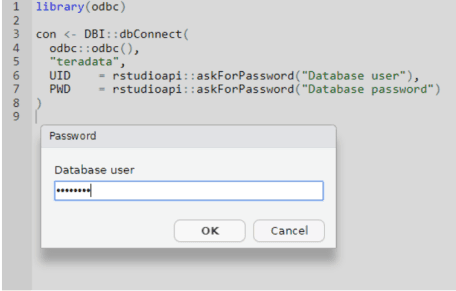 1 library(odbc)
2
3 con <- DBI::dbConnect(
4   odbc::odbc(),
5   "teradata",
6   UID    = rstudioapi::askForPassword("Database user"),
7   PWD    = rstudioapi::askForPassword("Database password")
8 )
9
Password
Database user
••••••••
OK Cancel